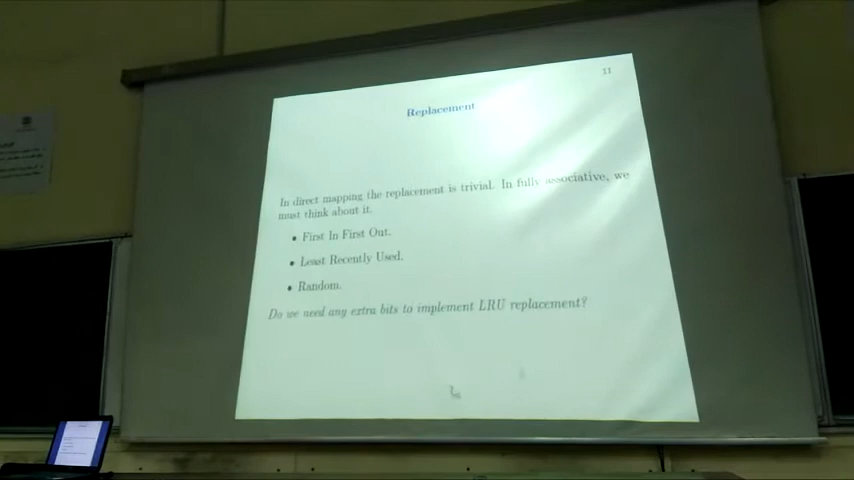 11
Replacement
In direct mapping the replacement is trivial. In fully associative, we
must think about it.
• First In First Out.
• Least Recently Used.
• Random.
Do we need any extra bits to implement LRU replacement?